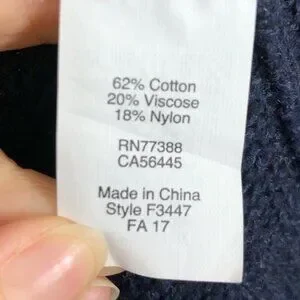 62% Cotton
20% Viscose
18% Nylon
RN77388
CA56445
Made in China
Style F3447
FA 17